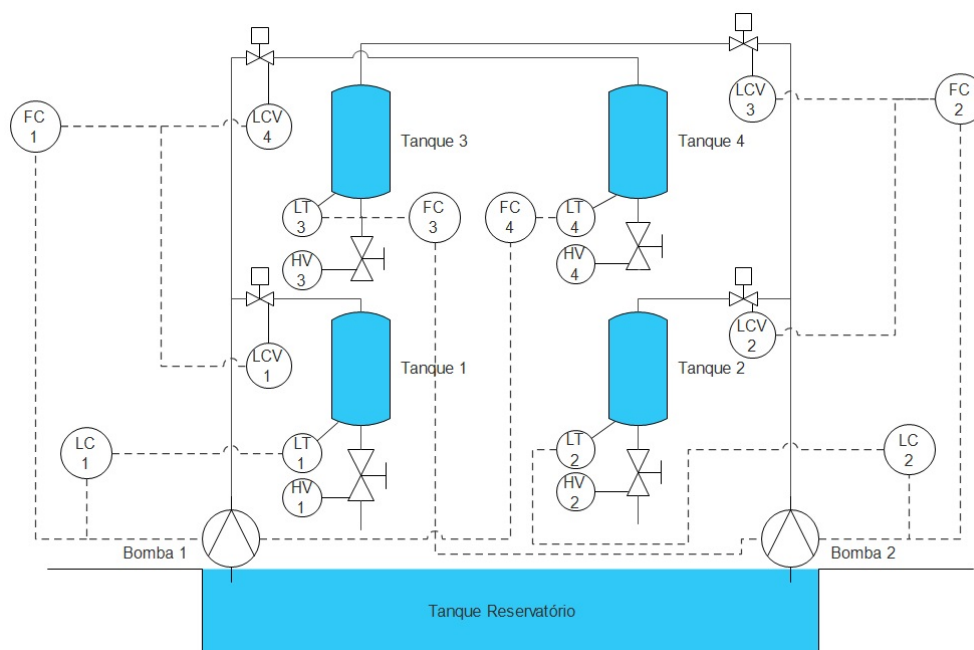 LCV
3
FC
2
FC
1
LCV
4
Tanque 3
Tanque 4
LT
3
FC
3
FC
4
LT
4
HV
3
HV
4
LCV
2
LCV
1
Tanque 1
Tanque 2
LC
1
LT
1
LT
2
LC
2
HV
1
HV
2
Bomba 1
Bomba 2
Tanque Reservatório